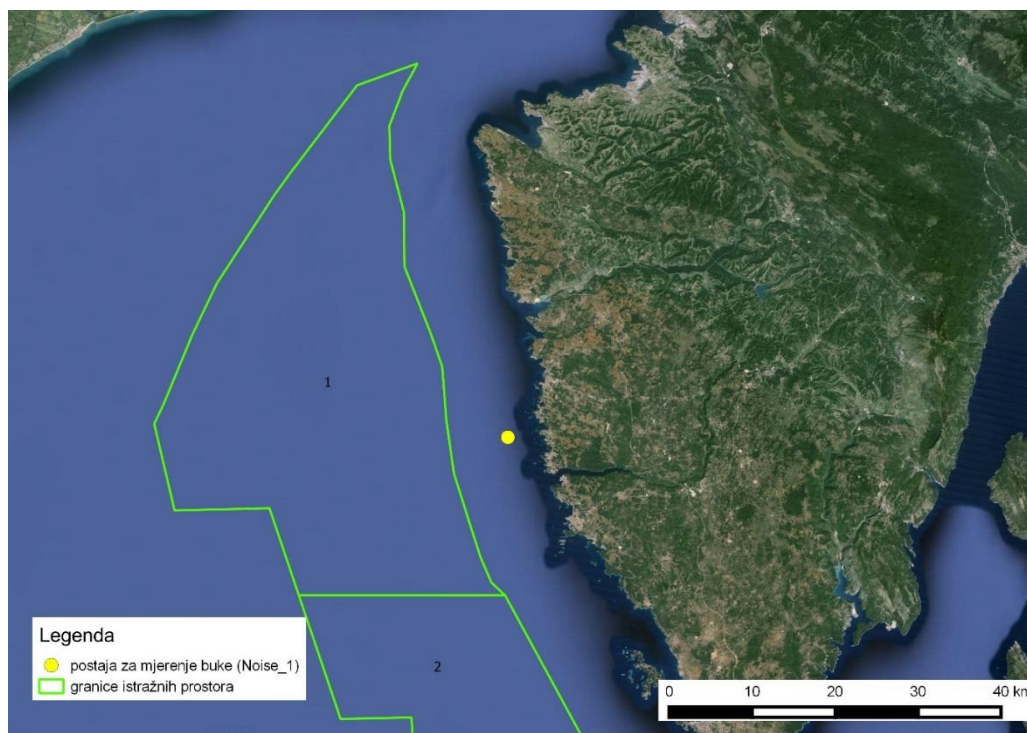 1
2
Legenda
postaja za mjerenje buke (Noise_1)
granice istražnih prostora
0 10 20 30 40 km